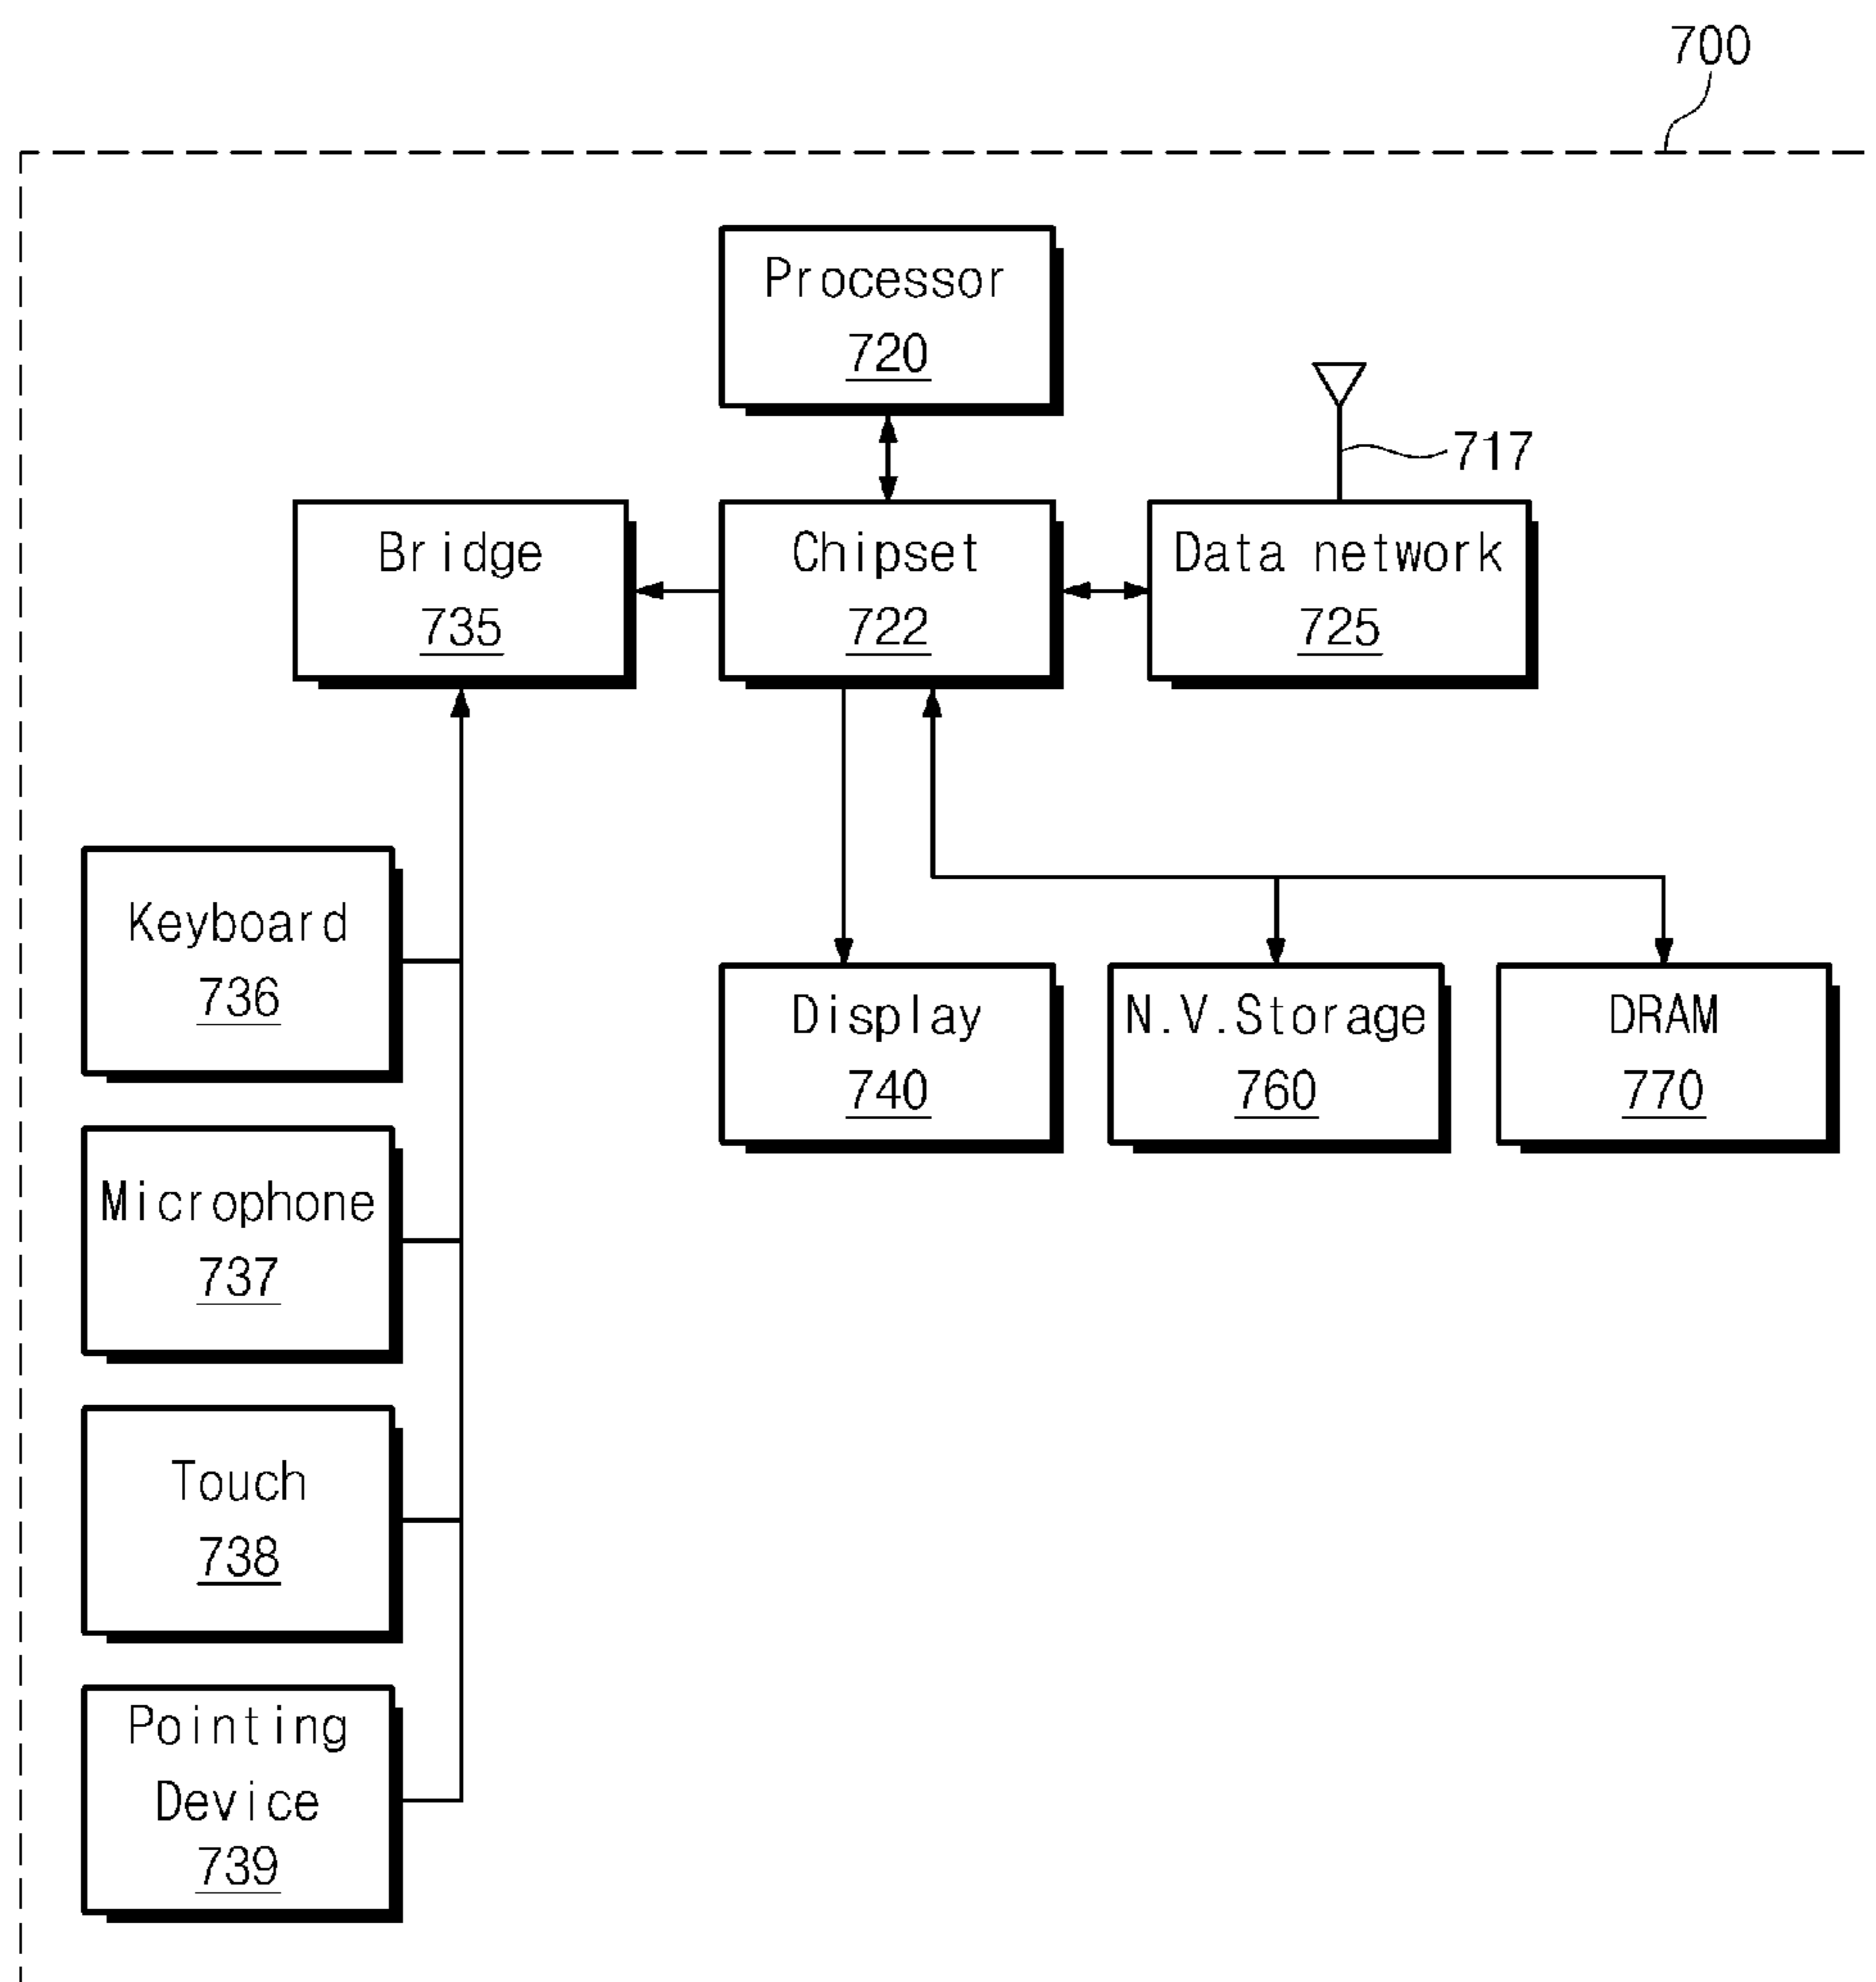 700
Processor
720
717
Bridge
735
Chipset
722
Data network
725
Keyboard
736
Display
740
N.V.Storage
760
DRAM
770
Microphone
737
Touch
738
Pointing
Device
739